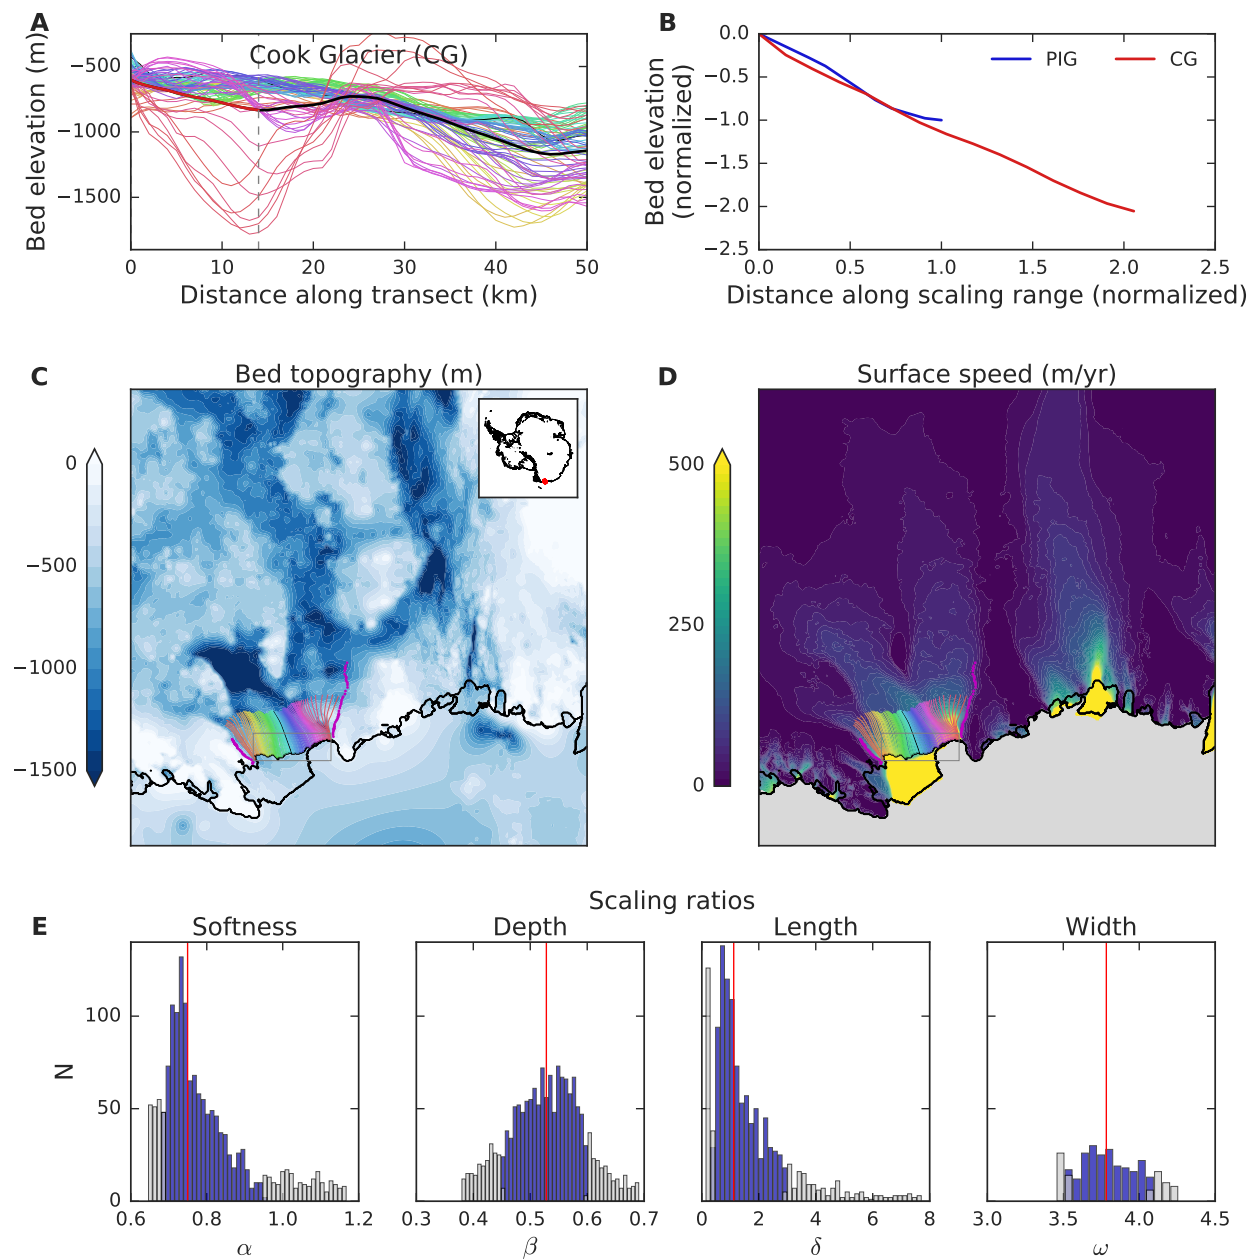 A
B
Cook Glacier (CG)
Bed elevation (m)
−500
−1000
−1500
0
10
20
30
40
50
Distance along transect (km)
Bed elevation
(normalized)
0.0
−0.5
−1.0
−1.5
−2.0
−2.5
PIG
CG
0.0
0.5
1.0
1.5
2.0
2.5
Distance along scaling range (normalized)
C
Bed topography (m)
0
−500
−1000
−1500
D
Surface speed (m/yr)
500
250
0
Scaling ratios
E
Softness
Depth
Length
Width
N
100
50
0
0.6
0.8
1.0
1.2
α
0.3
0.4
0.5
0.6
0.7
β
0
2
4
6
8
δ
3.0
3.5
4.0
4.5
ω